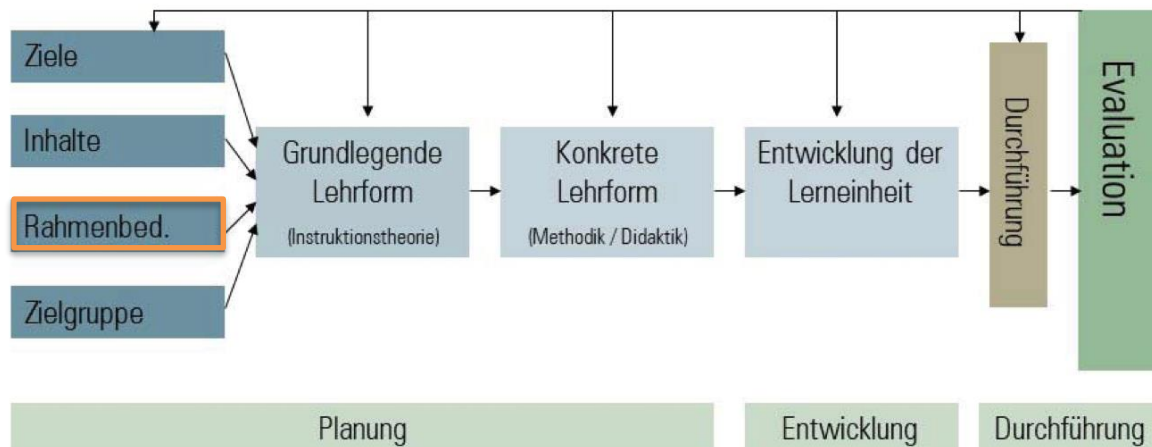 Ziele
Inhalte
Rahmenbed.
Zielgruppe
Grundlegende
Lehrform
(Instruktionstheorie)
Konkrete
Lehrform
(Methodik / Didaktik)
Entwicklung der
Lerneinheit
Durchführung
Evaluation
Planung
Entwicklung
Durchführung